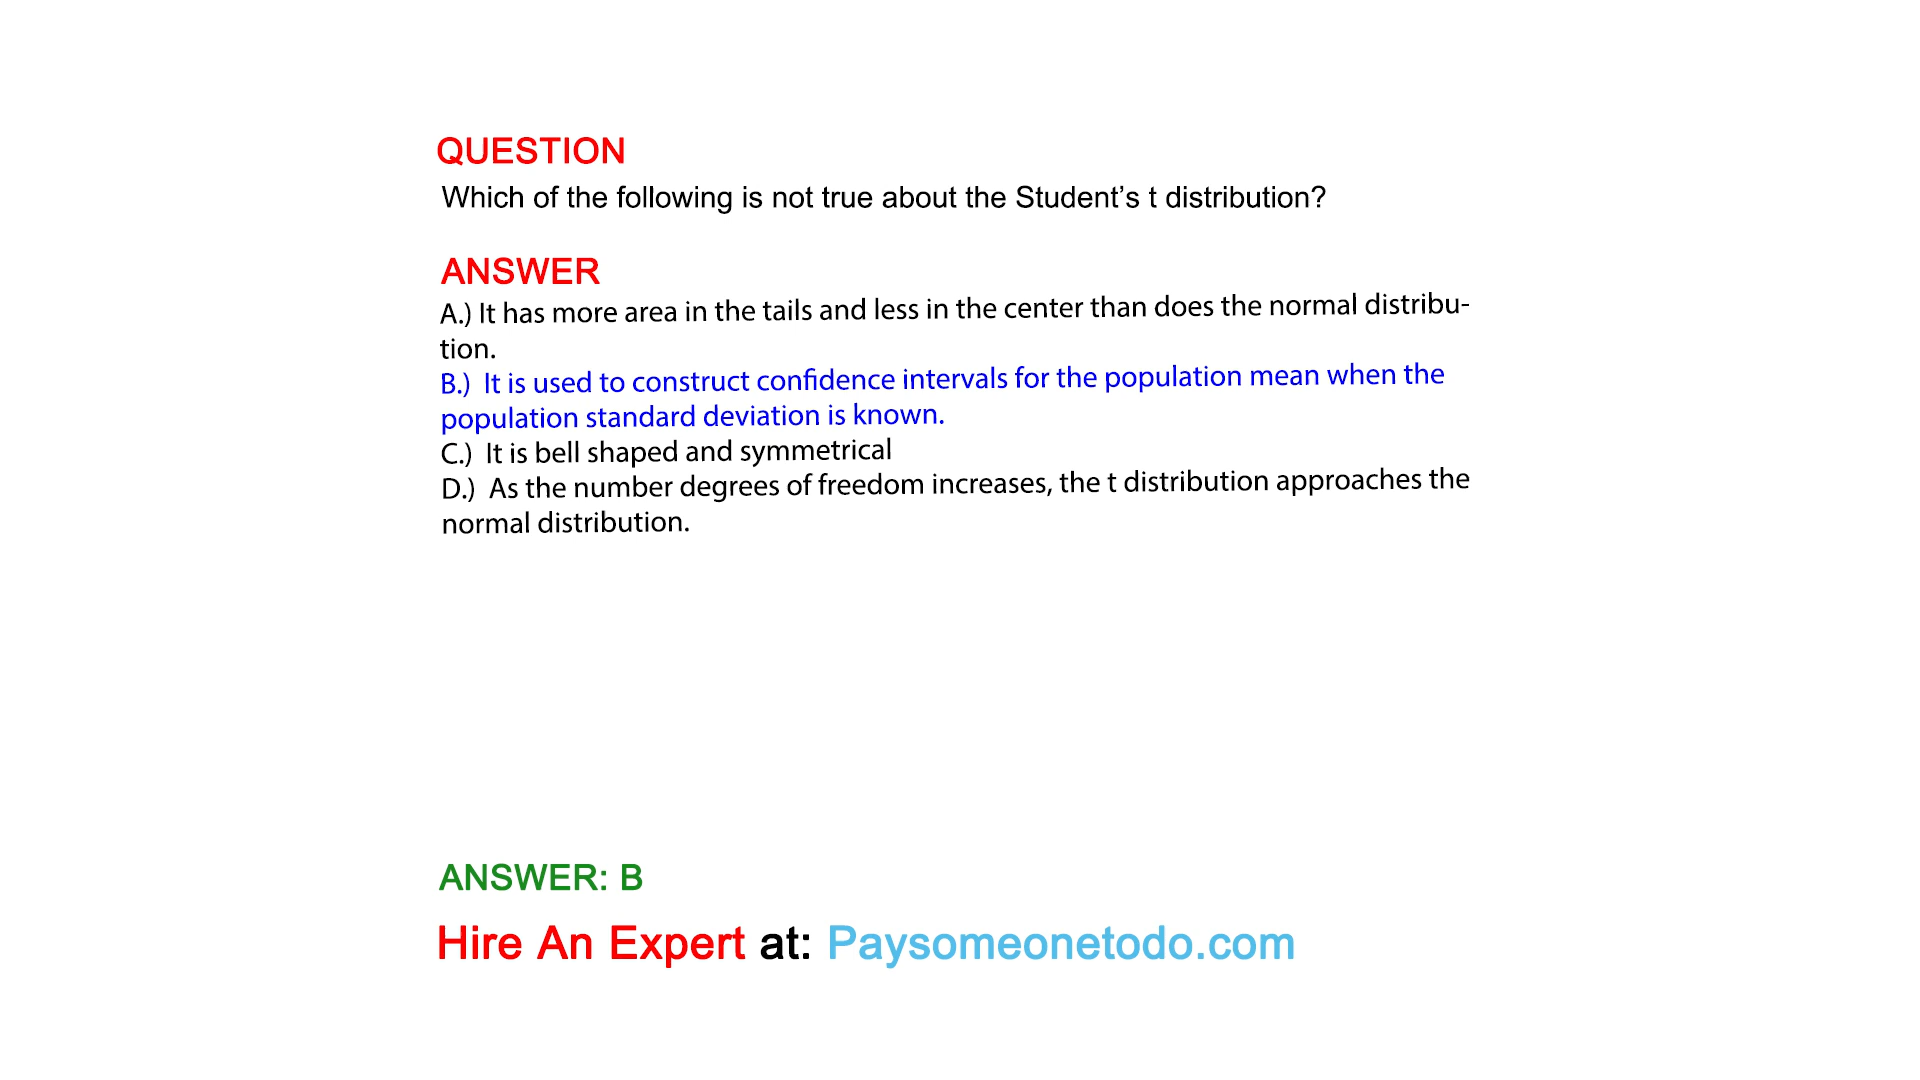 QUESTION
Which of the following is not true about the Student’s t distribution?
ANSWER
A.) It has more area in the tails and less in the center than does the normal distribu-
tion.
B.)  It is used to construct confidence intervals for the population mean when the
population standard deviation is known.
C.)  It is bell shaped and symmetrical
D.)  As the number degrees of freedom increases, the t distribution approaches the
normal distribution.
ANSWER: B
Hire An Expert at: Paysomeonetodo.com